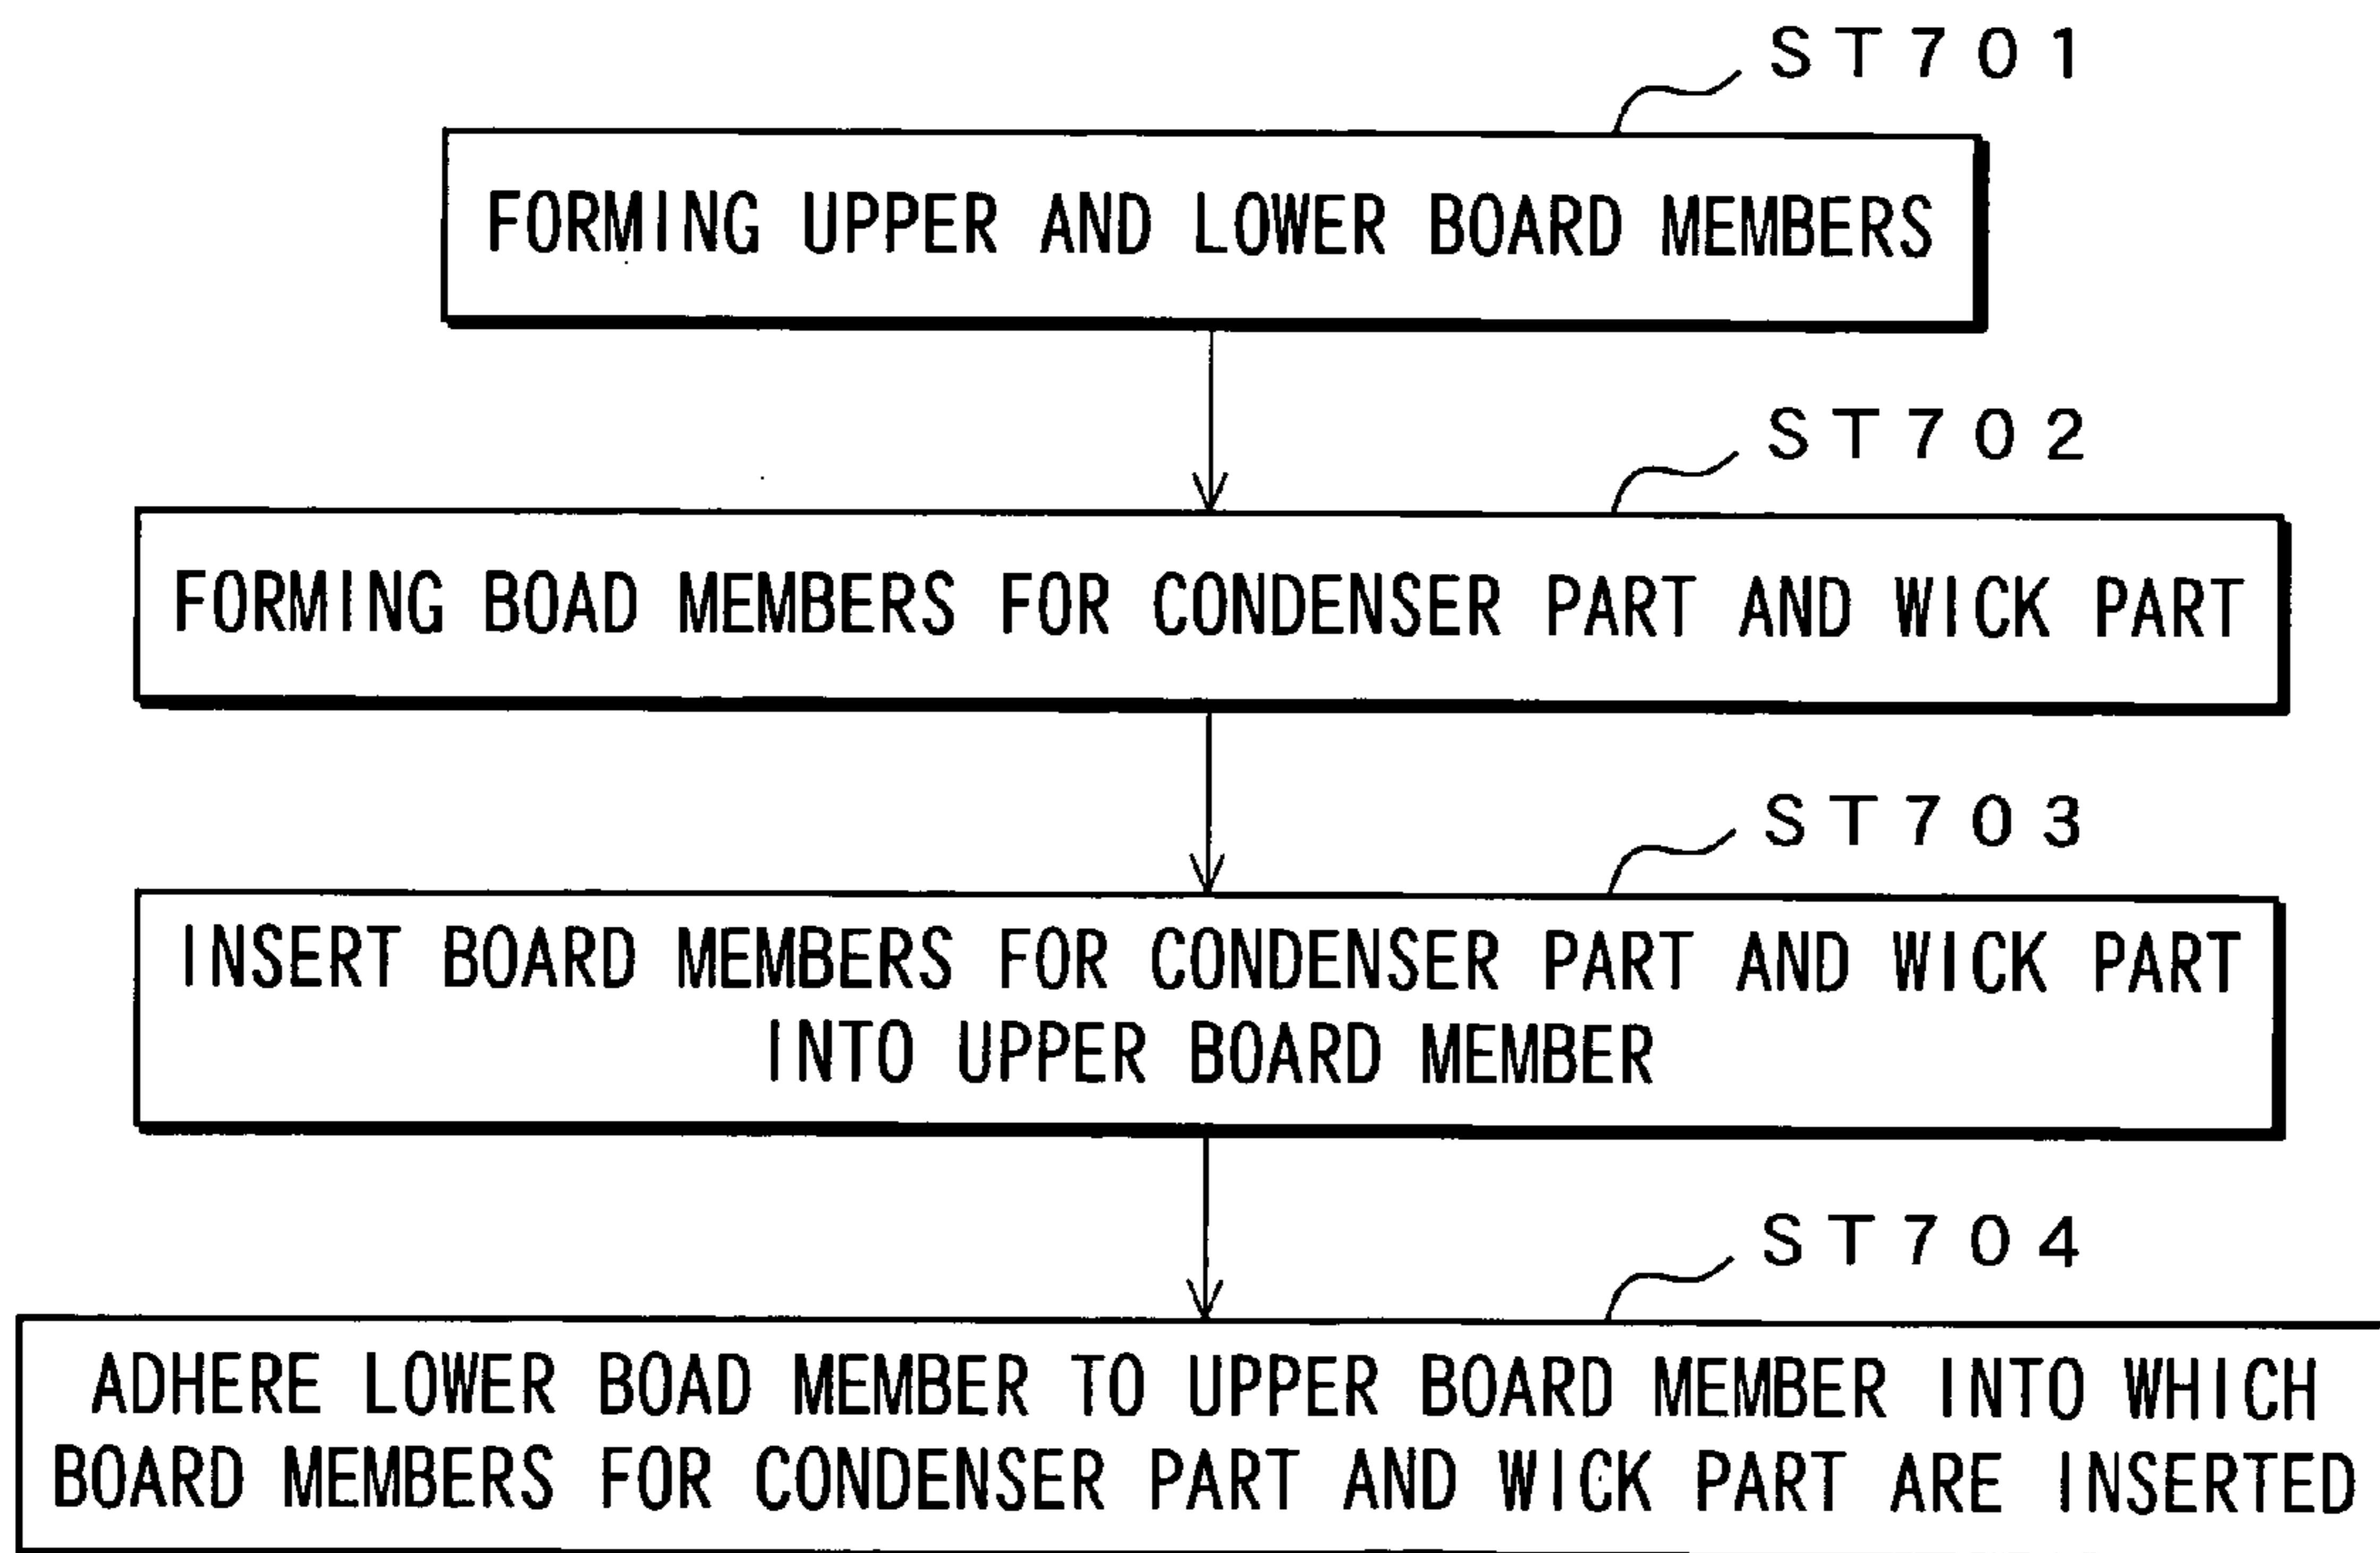 ST701
FORMING UPPER AND LOWER BOARD MEMBERS
ST702
FORMING BOAD MEMBERS FOR CONDENSER PART AND WICK PART
ST703
INSERT BOARD MEMBERS FOR CONDENSER PART AND WICK PART
INTO UPPER BOARD MEMBER
ST704
ADHERE LOWER BOAD MEMBER TO UPPER BOARD MEMBER INTO WHICH
BOARD MEMBERS FOR CONDENSER PART AND WICK PART ARE INSERTED